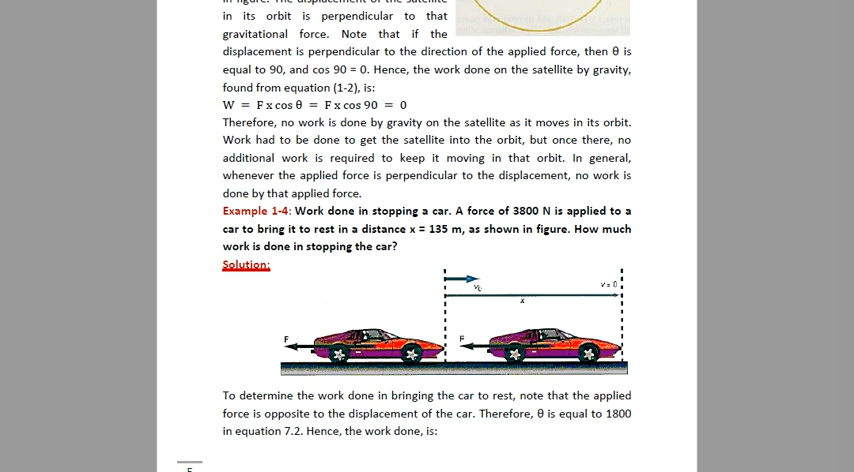 in its orbit is perpendicular to that
gravitational force. Note that if the
displacement is perpendicular to the direction of the applied force, then θ is
equal to 90, and cos 90 = 0. Hence, the work done on the satellite by gravity,
found from equation (1-2), is:
W = F x cos θ = F x cos 90 = 0
Therefore, no work is done by gravity on the satellite as it moves in its orbit.
Work had to be done to get the satellite into the orbit, but once there, no
additional work is required to keep it moving in that orbit. In general,
whenever the applied force is perpendicular to the displacement, no work is
done by that applied force.
Example 1-4: Work done in stopping a car. A force of 3800 N is applied to a
car to bring it to rest in a distance x = 135 m, as shown in figure. How much
work is done in stopping the car?
Solution:
v = 0
x
F
F
To determine the work done in bringing the car to rest, note that the applied
force is opposite to the displacement of the car. Therefore, θ is equal to 1800
in equation 7.2. Hence, the work done, is: